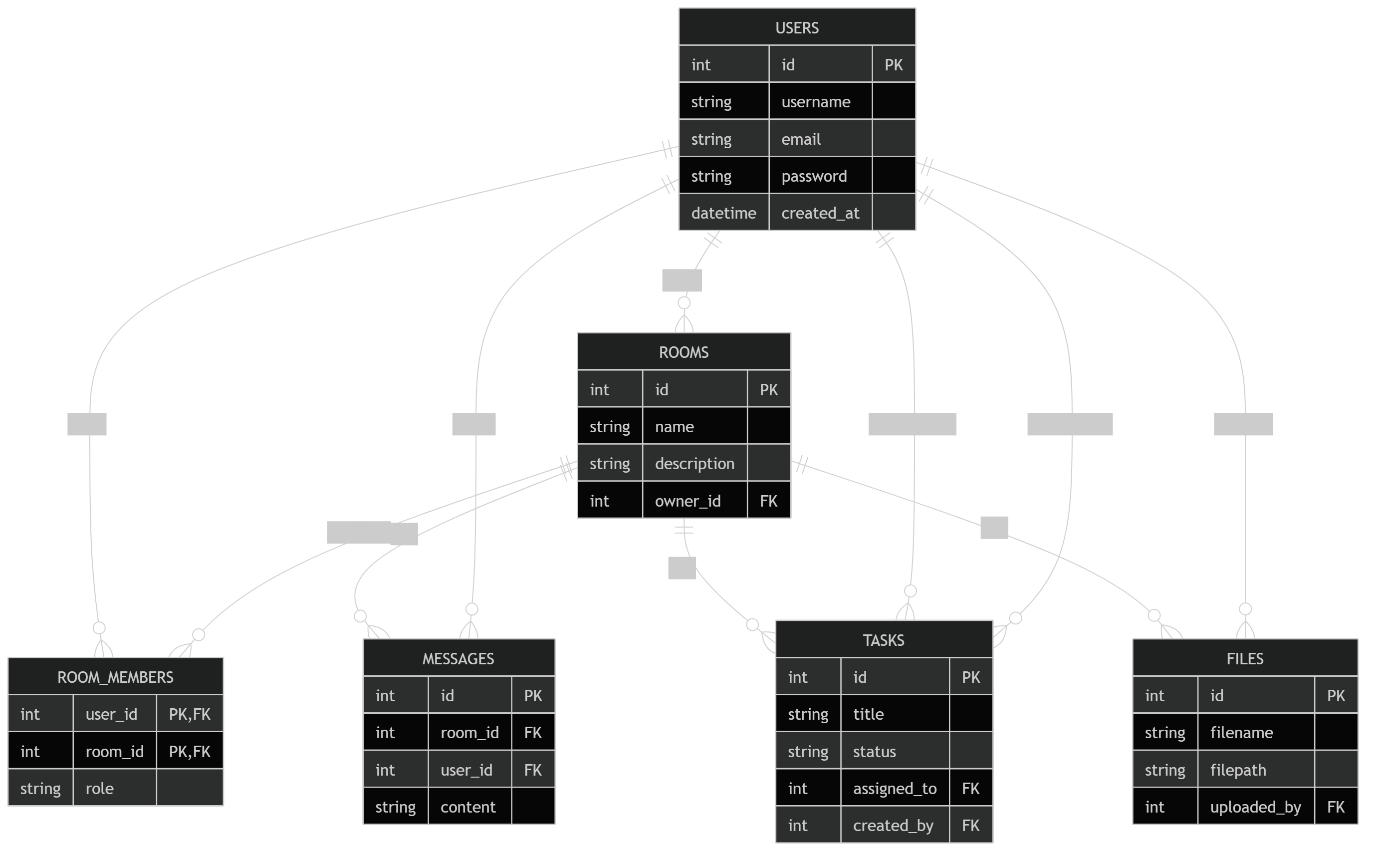 USERS
int id PK
string username
string email
string password
datetime created_at
ROOMS
int id PK
string name
string description
int owner_id FK
ROOM_MEMBERS
int user_id PK,FK
int room_id PK,FK
string role
MESSAGES
int id PK
int room_id FK
int user_id FK
string content
TASKS
int id PK
string title
string status
int assigned_to FK
int created_by FK
FILES
int id PK
string filename
string filepath
int uploaded_by FK